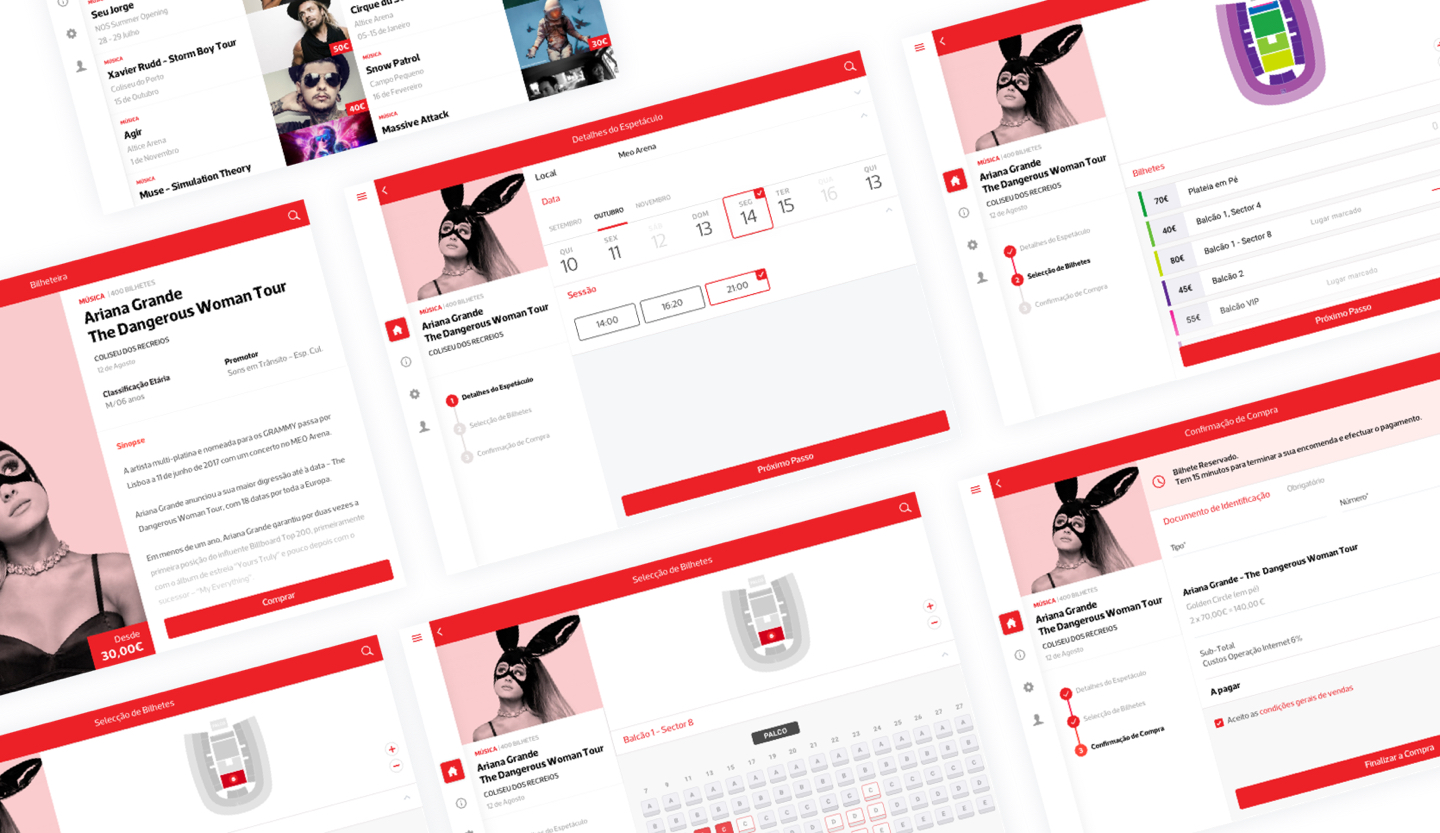 Seu Jorge
NOS Summer Opening
28 - 29 Julho
MÚSICA
Xavier Rudd - Storm Boy Tour
Coliseu do Porto
15 de Outubro
MÚSICA
Agir
Allice Arena
1 de Novembro
MÚSICA
Muse - Simulation Theory
50€
40€
Allice Arena
05 -15 de Janeiro
MÚSICA
Snow Patrol
Campo Pequeno
16 de Fevereiro
MÚSICA
Massive Attack
30€
Bilheteira
MÚSICA | 400 BILHETES
Ariana Grande
The Dangerous Woman Tour
COLISEU DOS RECREIOS
12 de Agosto
Classificação Etária
M/06 anos
Promotor
Sons em Trânsito - Esp. Cul.
Sinopse
A artista multi-platina e nomeada para os GRAMMY passa por
Lisboa a 11 de junho de 2017 com um concerto no MEO Arena.
Ariana Grande anunciou a sua maior digressão até à data - The
Dangerous Woman Tour, com 18 datas por toda a Europa.
Em menos de um ano, Ariana Grande garantiu por duas vezes a
primeira posição do influente Billboard Top 200, primeiramente
com o álbum de estreia "Yours Truly" e pouco depois com o
sucessor - "My Everything"
Comprar
Desde
30,00€
Detalhes do Espetáculo
Local
Meo Arena
Data
SETEMBRO
OUTUBRO
NOVEMBRO
QUI
10
SEX
11
SÁB
12
DOM
13
SEG
14
TER
15
16
QUI
13
Sessão
14:00
16:20
21:00
MÚSICA | 400 BILHETES
Ariana Grande
The Dangerous Woman Tour
COLISEU DOS RECREIOS
1
Detalhes do Espetáculo
2
Selecção de Bilhetes
3
Confirmação de Compra
Próximo Passo
MÚSICA | 400 BILHETES
Ariana Grande
The Dangerous Woman Tour
COLISEU DOS RECREIOS
12 de Agosto
Detalhes do Espetáculo
2
Selecção de Bilhetes
3
Confirmação de Compra
Bilhetes
0
70€
Plateia em Pé
40€
Balcão 1, Sector 4
80€
Balcão 1 - Sector 8
Lugar marcado
45€
Balcão 2
55€
Balcão VIP
Lugar marcado
Próximo Passo
Selecção de Bilhetes
Selecção de Bilhetes
MÚSICA | 400 BILHETES
Ariana Grande
The Dangerous Woman Tour
COLISEU DOS RECREIOS
12 de Agosto
Detalhes do Espetáculo
Balcão 1 - Sector 8
PALCO
7 9 11 13 15 17 19 20 21 22 23 24 25 26 27 27
A A A A A A A A A A A A A A A A
Confirmação de Compra
Bilhete Reservado.
Tem 15 minutos para terminar a sua encomenda e efectuar o pagamento.
Documento de Identificação
Obrigatório
Tipo*
Número*
MÚSICA | 400 BILHETES
Ariana Grande
The Dangerous Woman Tour
COLISEU DOS RECREIOS
12 de Agosto
Detalhes do Espetáculo
Selecção de Bilhetes
3
Confirmação de Compra
Ariana Grande - The Dangerous Woman Tour
Golden Circle (em pé)
2 x 70,00€ = 140,00 €
Sub-Total
Custos Operação Internet 6%
A pagar
Aceito as condições gerais de vendas
Finalizar a Compra